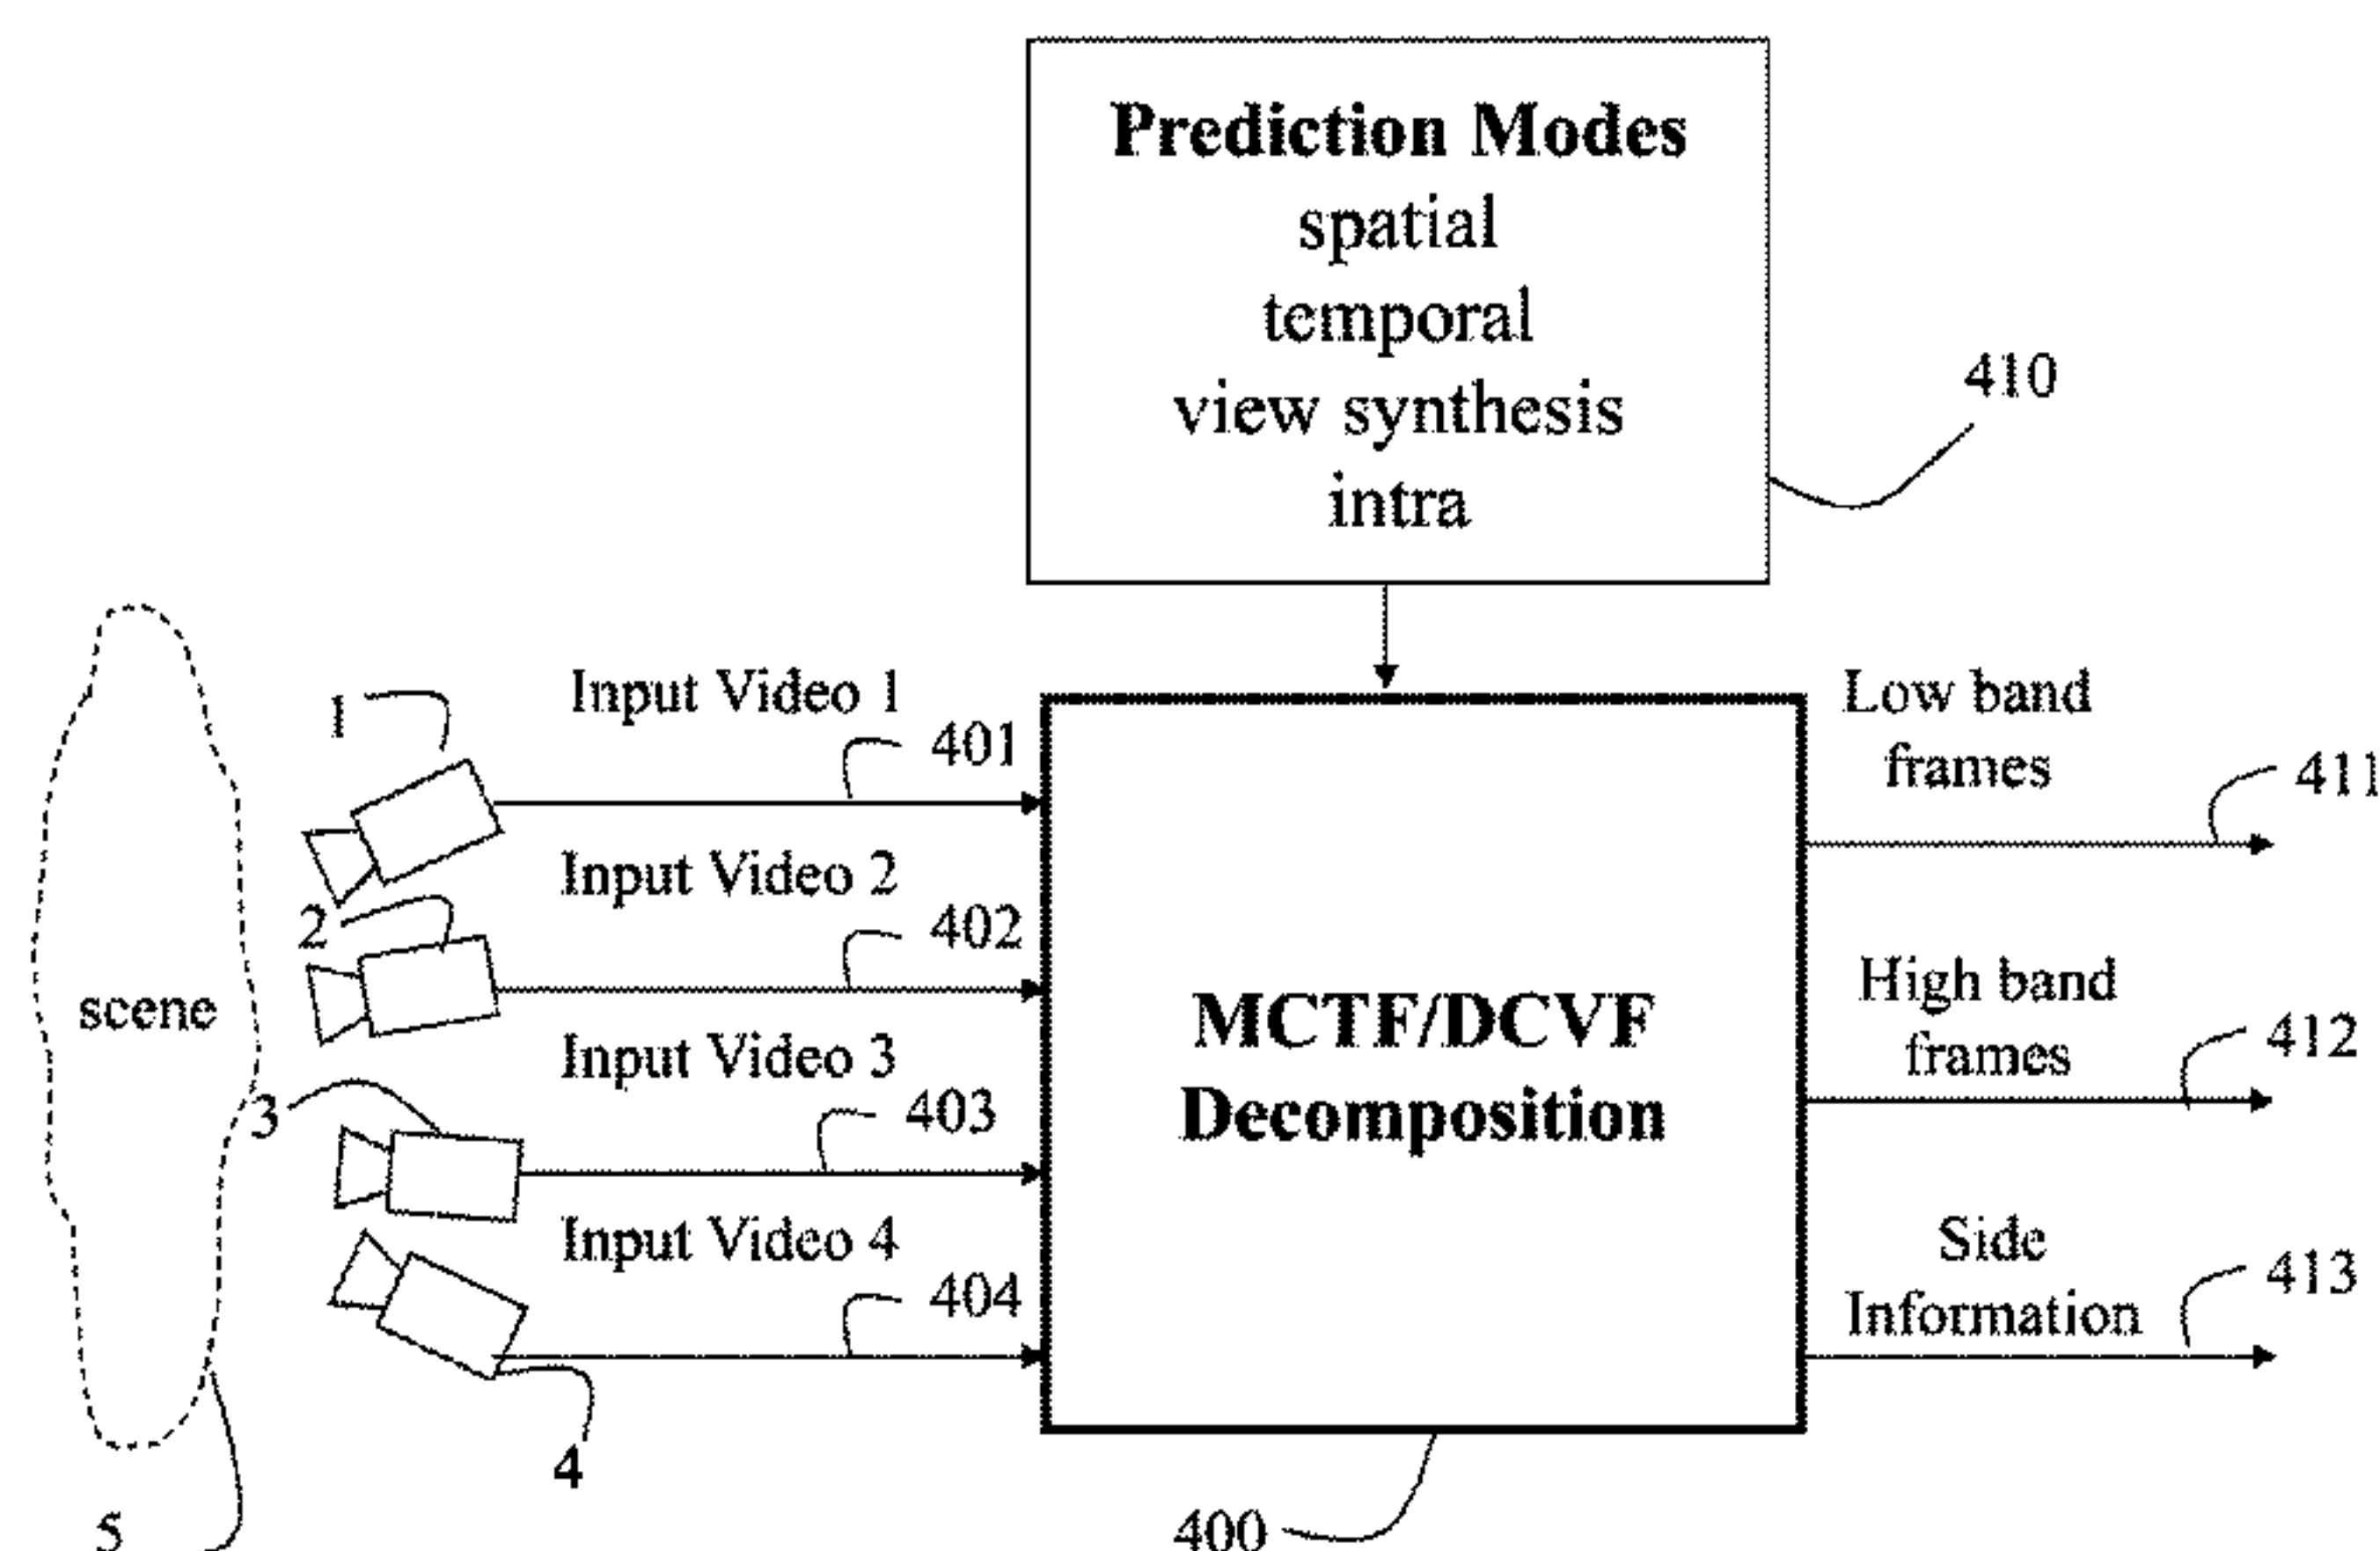 Prediction Modes
spatial
temporal
view synthesis
intra
410
Input Video 1
1
401
Low band
frames
411
Input Video 2
2
402
High band
frames
412
scene
MCTF/DCVF
Decomposition
Input Video 3
3
403
Input Video 4
404
Side
Information
413
4
5
400